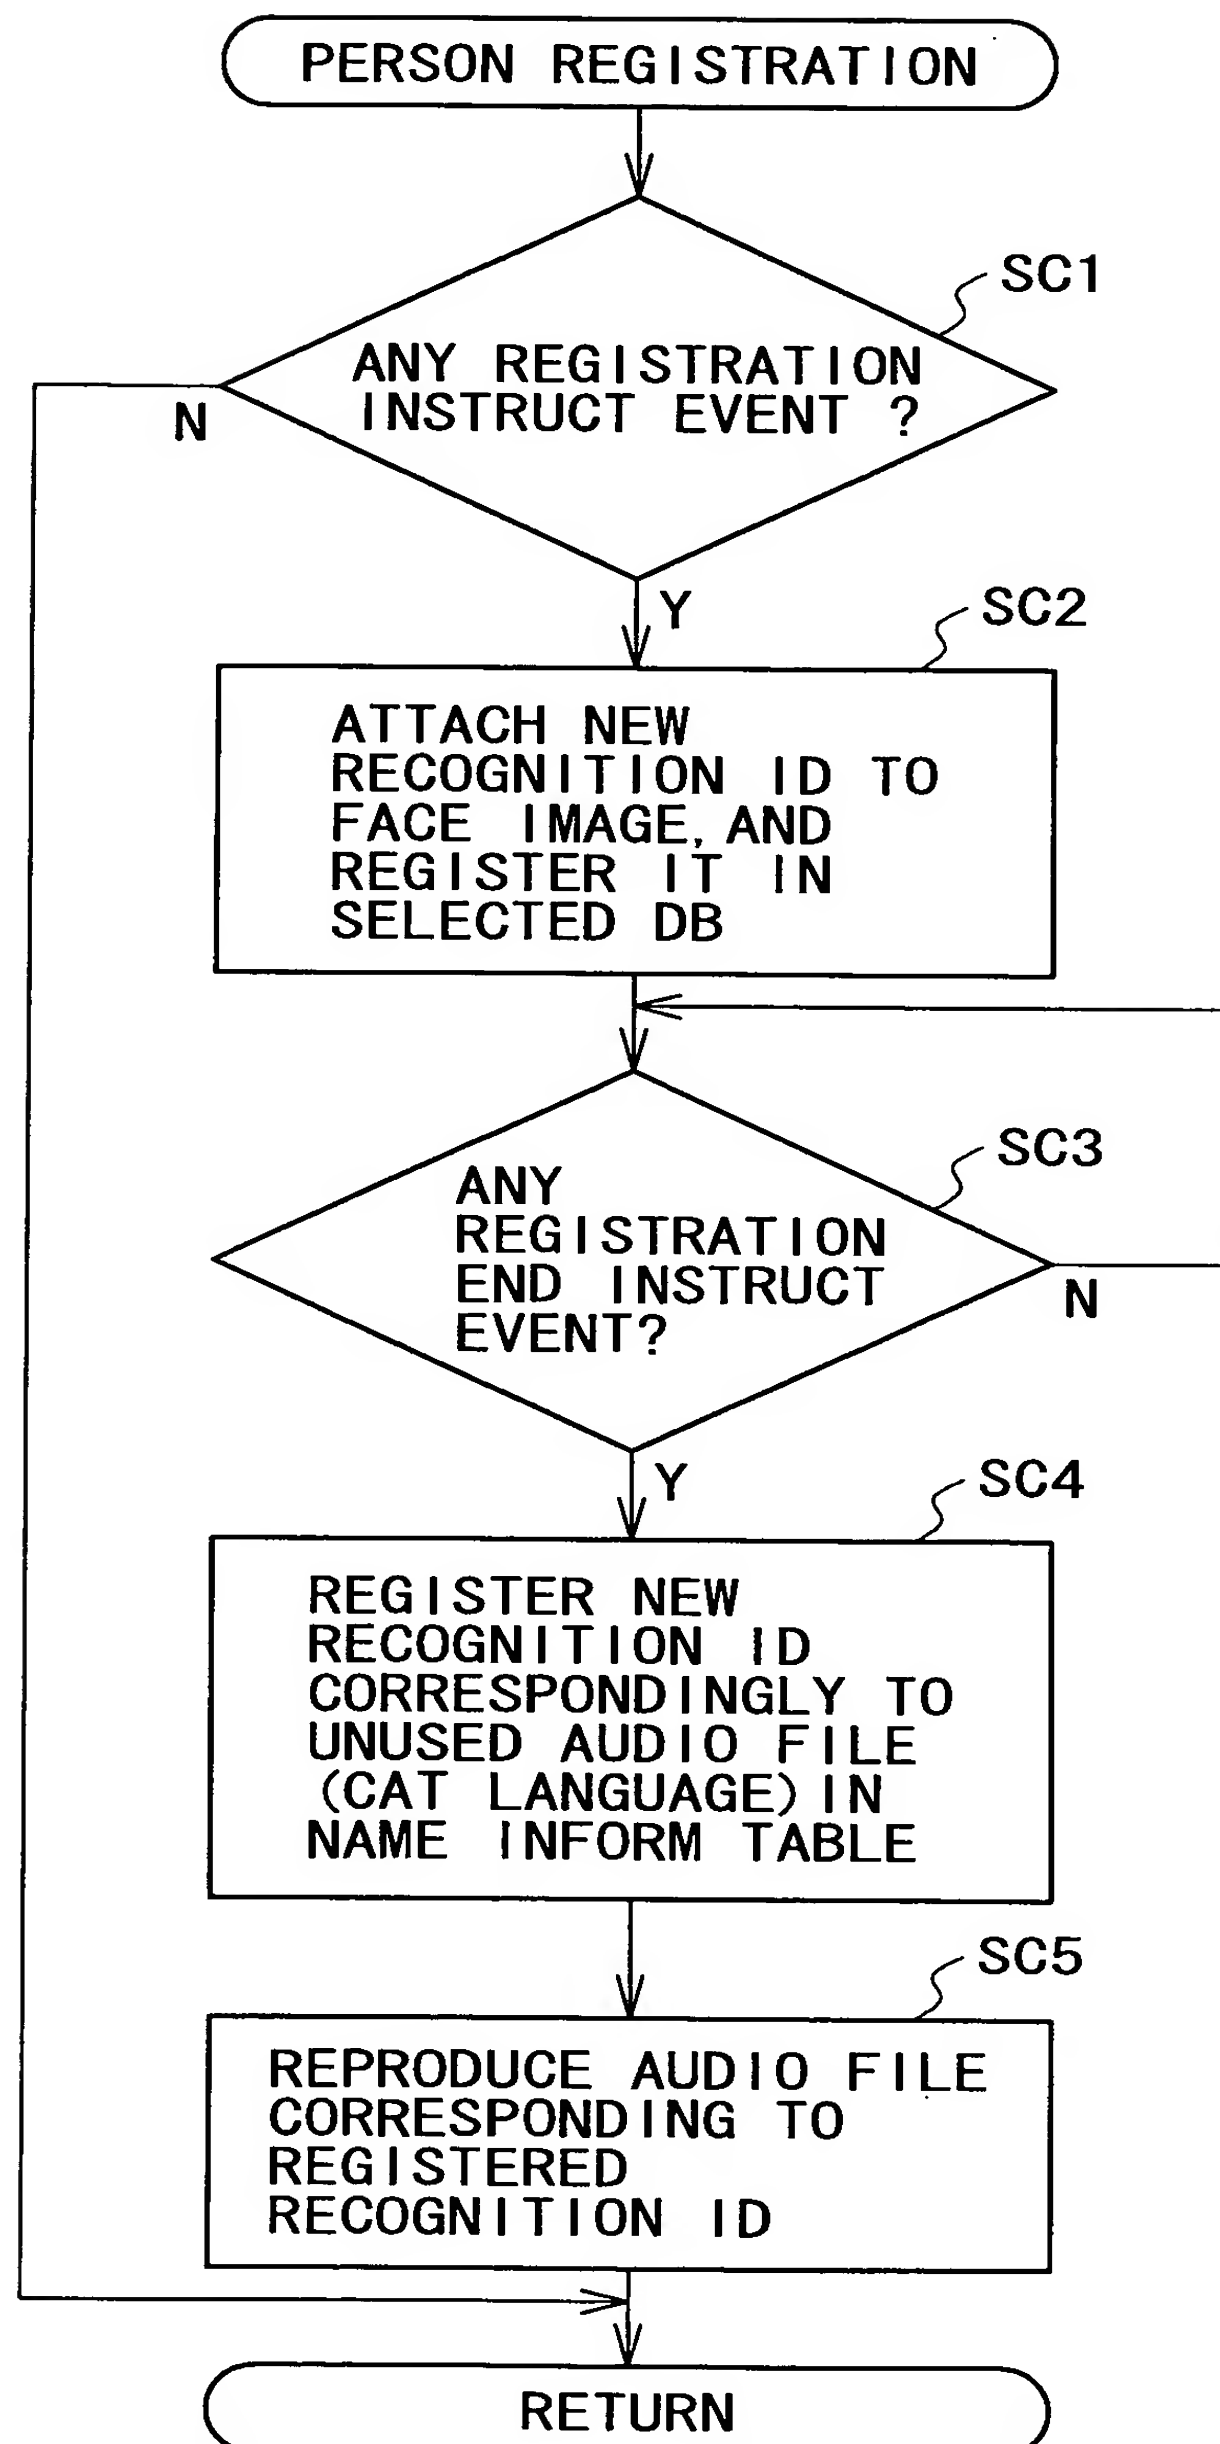 PERSON REGISTRATION
SC1
ANY REGISTRATION
INSTRUCT EVENT ?
N
Y
SC2
ATTACH NEW
RECOGNITION ID TO
FACE IMAGE, AND
REGISTER IT IN
SELECTED DB
SC3
ANY
REGISTRATION
END INSTRUCT
EVENT?
N
Y
SC4
REGISTER NEW
RECOGNITION ID
CORRESPONDINGLY TO
UNUSED AUDIO FILE
(CAT LANGUAGE) IN
NAME INFORM TABLE
SC5
REPRODUCE AUDIO FILE
CORRESPONDING TO
REGISTERED
RECOGNITION ID
RETURN